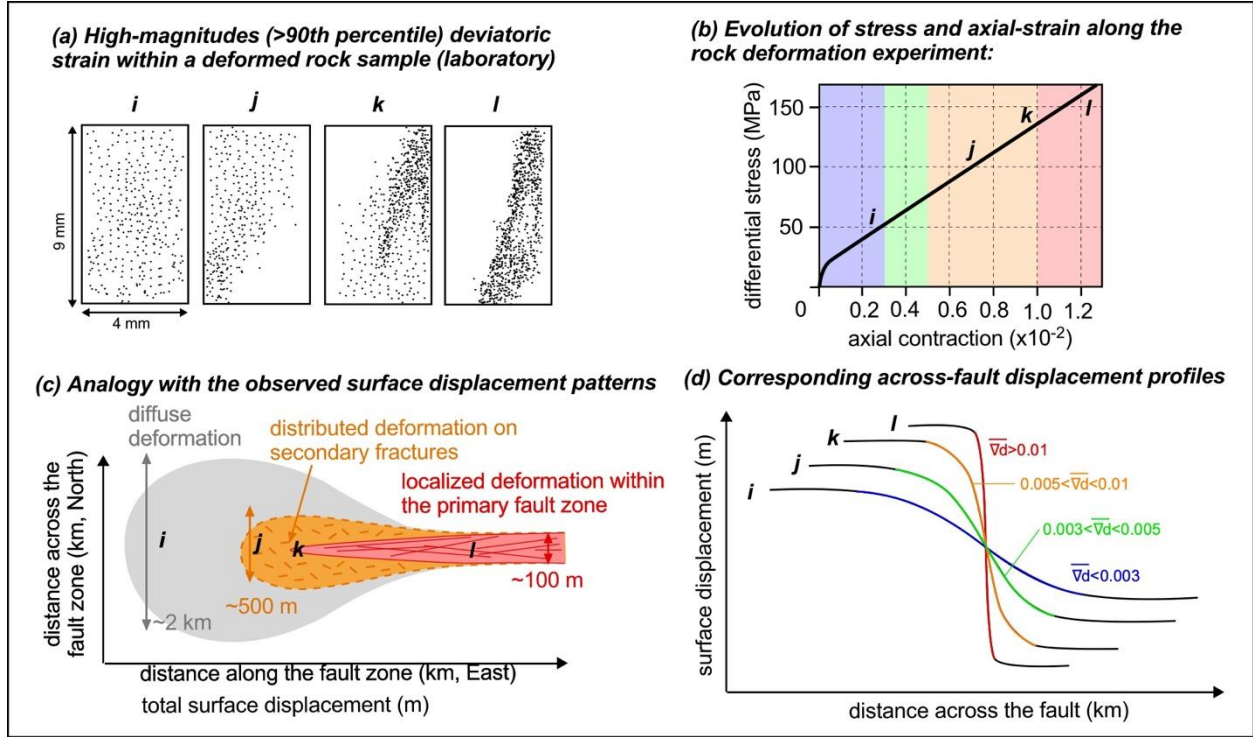 (a) High-magnitudes (>90th percentile) deviatoric
strain within a deformed rock sample (laboratory)
i
j
k
l
9 mm
4 mm
(b) Evolution of stress and axial-strain along the
rock deformation experiment:
differential stress (MPa)
150
100
50
0
0.2
0.4
0.6
0.8
1.0
1.2
i
j
k
l
axial contraction (x10⁻²)
(c) Analogy with the observed surface displacement patterns
diffuse
deformation
distributed deformation on
secondary fractures
localized deformation within
the primary fault zone
i
j
k
l
~100 m
~500 m
~2 km
distance across the
fault zone (km, North)
distance along the fault zone (km, East)
total surface displacement (m)
(d) Corresponding across-fault displacement profiles
surface displacement (m)
l
k
j
i
∇d>0.01
0.005<∇d<0.01
0.003<∇d<0.005
∇d<0.003
distance across the fault (km)